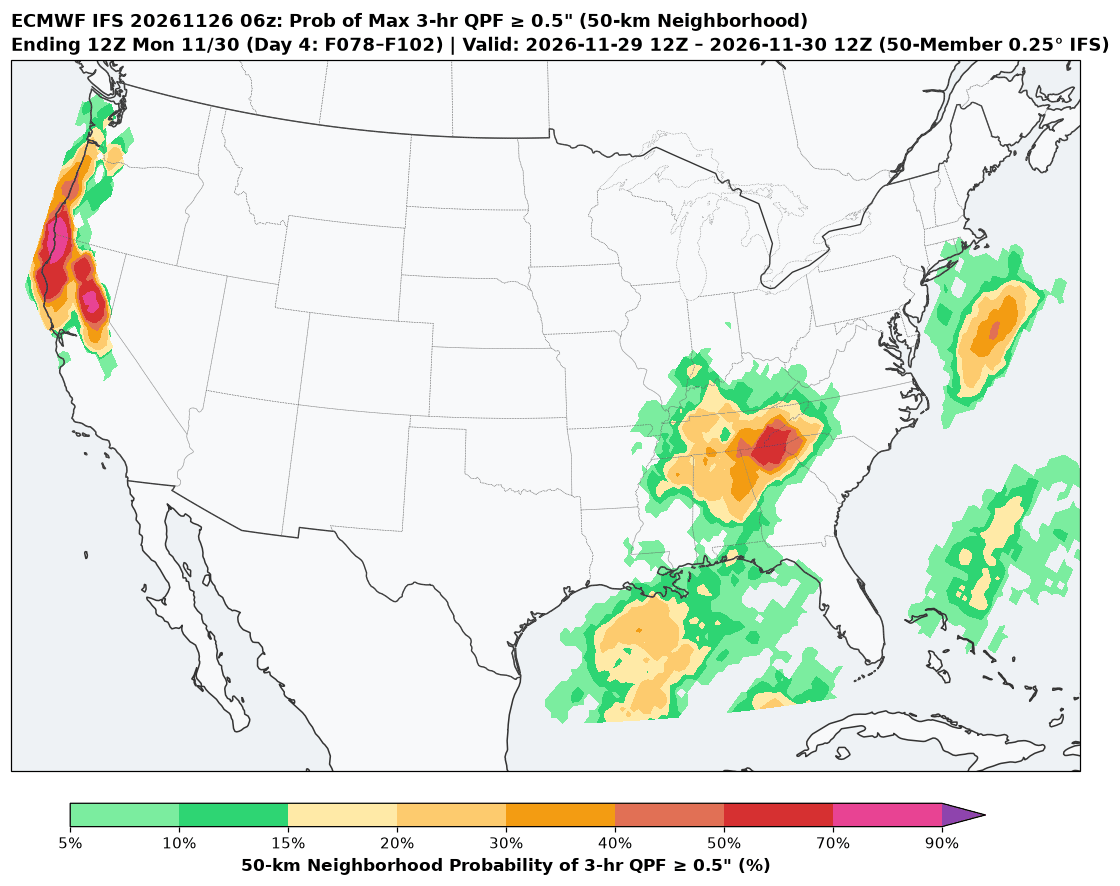 ECMWF IFS 20261126 06z: Prob of Max 3-hr QPF ≥ 0.5" (50-km Neighborhood)
Ending 12Z Mon 11/30 (Day 4: F078–F102) | Valid: 2026-11-29 12Z – 2026-11-30 12Z (50-Member 0.25° IFS)
5% 10% 15% 20% 30% 40% 50% 70% 90%
50-km Neighborhood Probability of 3-hr QPF ≥ 0.5" (%)